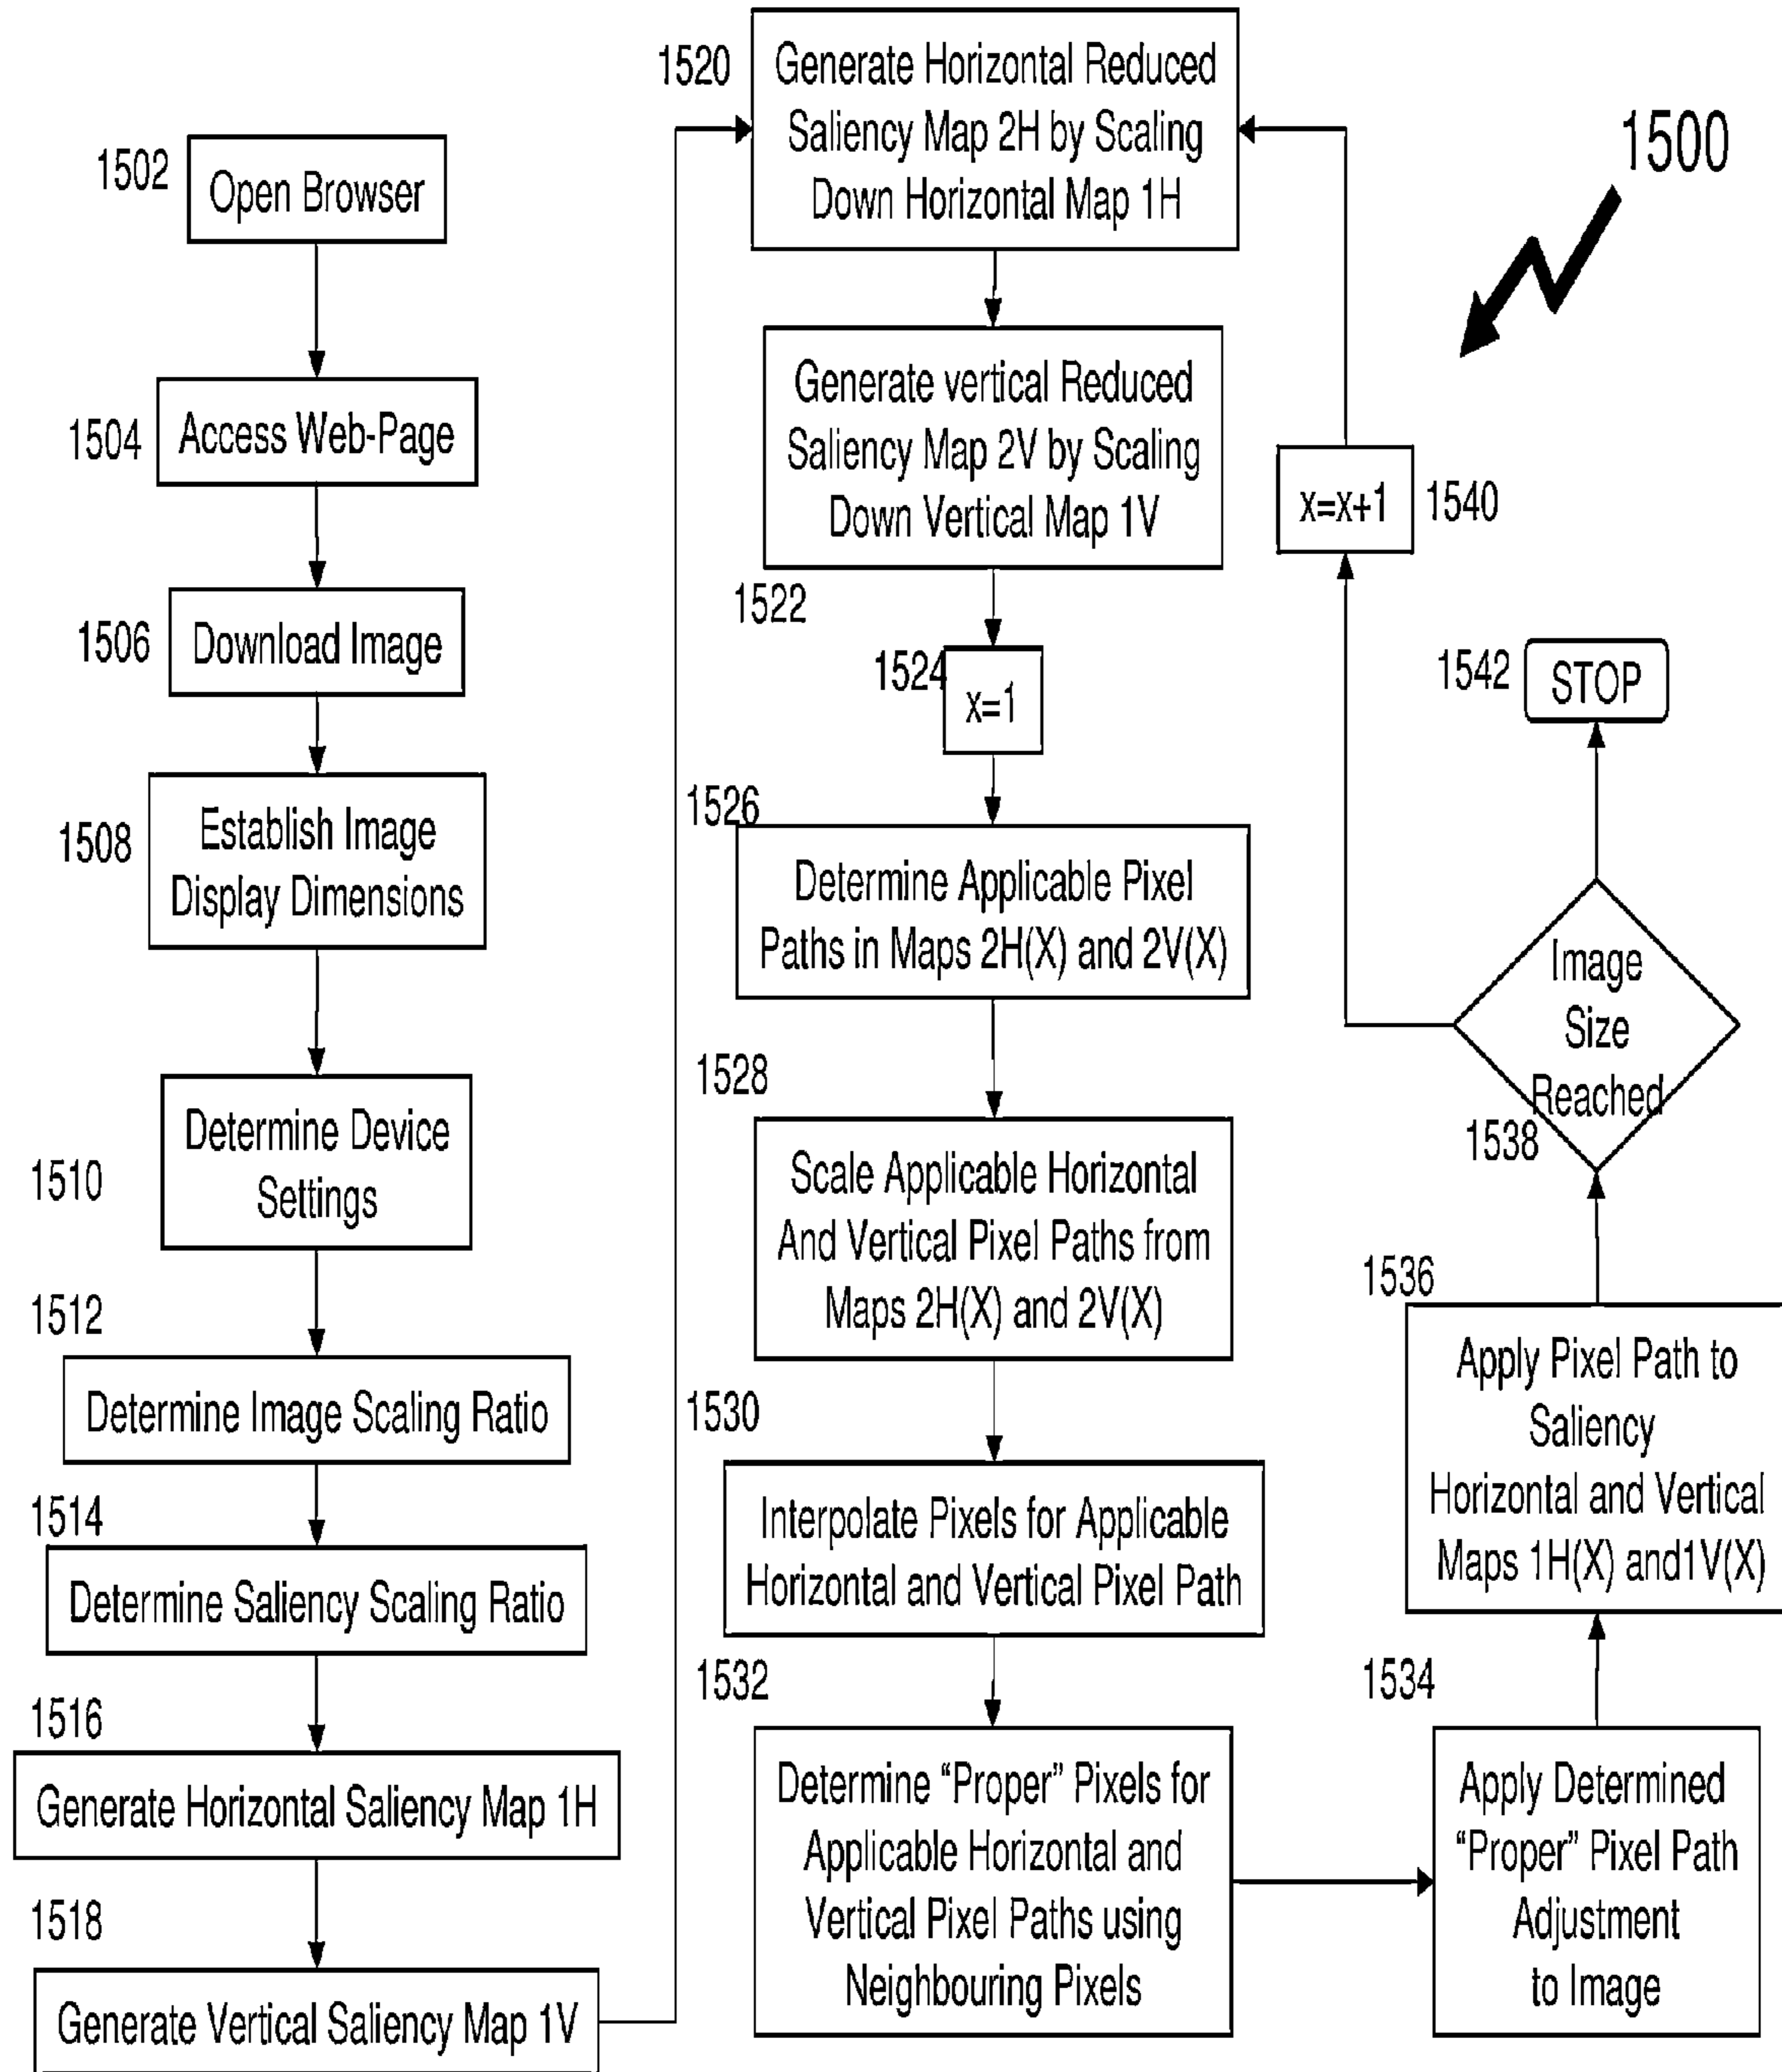 1502
Open Browser
1504
Access Web-Page
1506
Download Image
1508
Establish Image
Display Dimensions
1510
Determine Device
Settings
1512
Determine Image Scaling Ratio
1514
Determine Saliency Scaling Ratio
1516
Generate Horizontal Saliency Map 1H
1518
Generate Vertical Saliency Map 1V
1520
Generate Horizontal Reduced
Saliency Map 2H by Scaling
Down Horizontal Map 1H
Generate vertical Reduced
Saliency Map 2V by Scaling
Down Vertical Map 1V
1522
1524
x=1
1526
Determine Applicable Pixel
Paths in Maps 2H(X) and 2V(X)
1528
Scale Applicable Horizontal
And Vertical Pixel Paths from
Maps 2H(X) and 2V(X)
1530
Interpolate Pixels for Applicable
Horizontal and Vertical Pixel Path
1532
Determine “Proper” Pixels for
Applicable Horizontal and
Vertical Pixel Paths using
Neighbouring Pixels
1534
Apply Determined
“Proper” Pixel Path
Adjustment
to Image
1536
Apply Pixel Path to
Saliency
Horizontal and Vertical
Maps 1H(X) and1V(X)
Image
Size
Reached
1538
x=x+1
1540
1542
STOP
1500